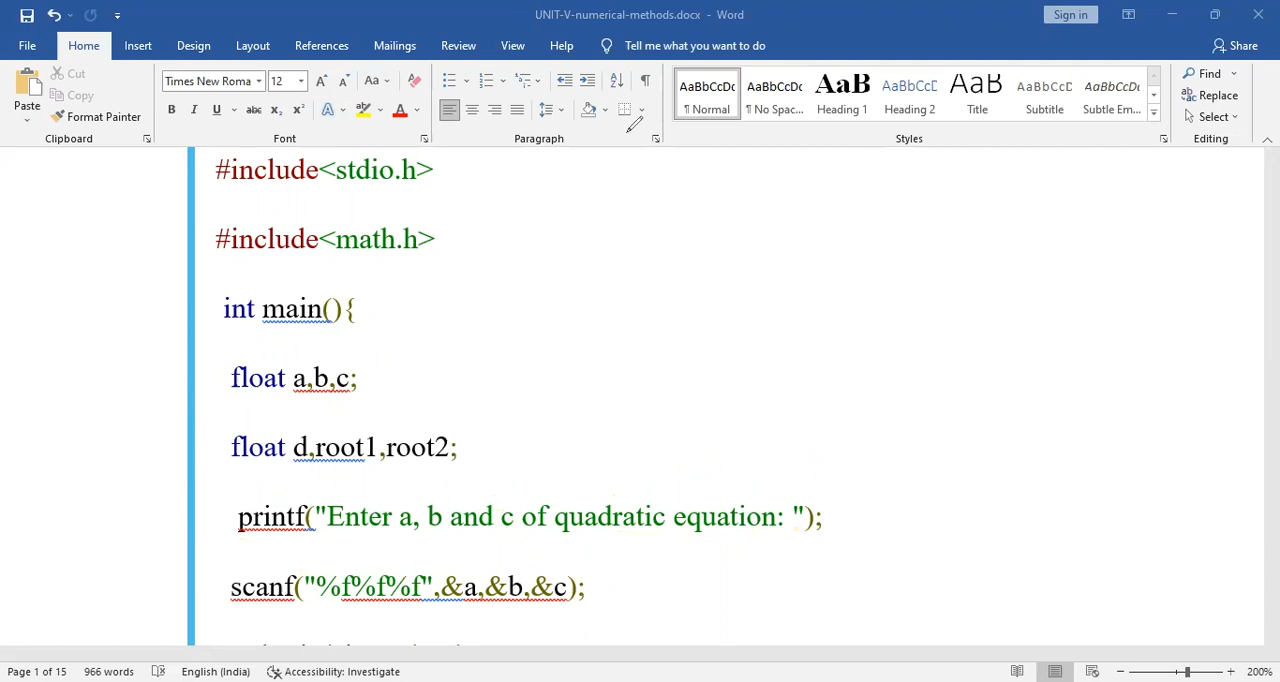 UNIT-V-numerical-methods.docx - Word
Sign in
File Home Insert Design Layout References Mailings Review View Help Tell me what you want to do Share
Paste Cut Copy Format Painter
Clipboard
Times New Roma 12
Font
Paragraph
AaBbCcDc AaBbCcDc AaB AaBbCcD AaB AaBbCcD AaBbCcDt
¶ Normal ¶ No Spac... Heading 1 Heading 2 Title Subtitle Subtle Em...
Styles
Find
Replace
Select
Editing
#include<stdio.h>
#include<math.h>
int main(){
float a,b,c;
float d,root1,root2;
printf("Enter a, b and c of quadratic equation: ");
scanf("%f%f%f",&a,&b,&c);
Page 1 of 15 966 words English (India) Accessibility: Investigate 200%